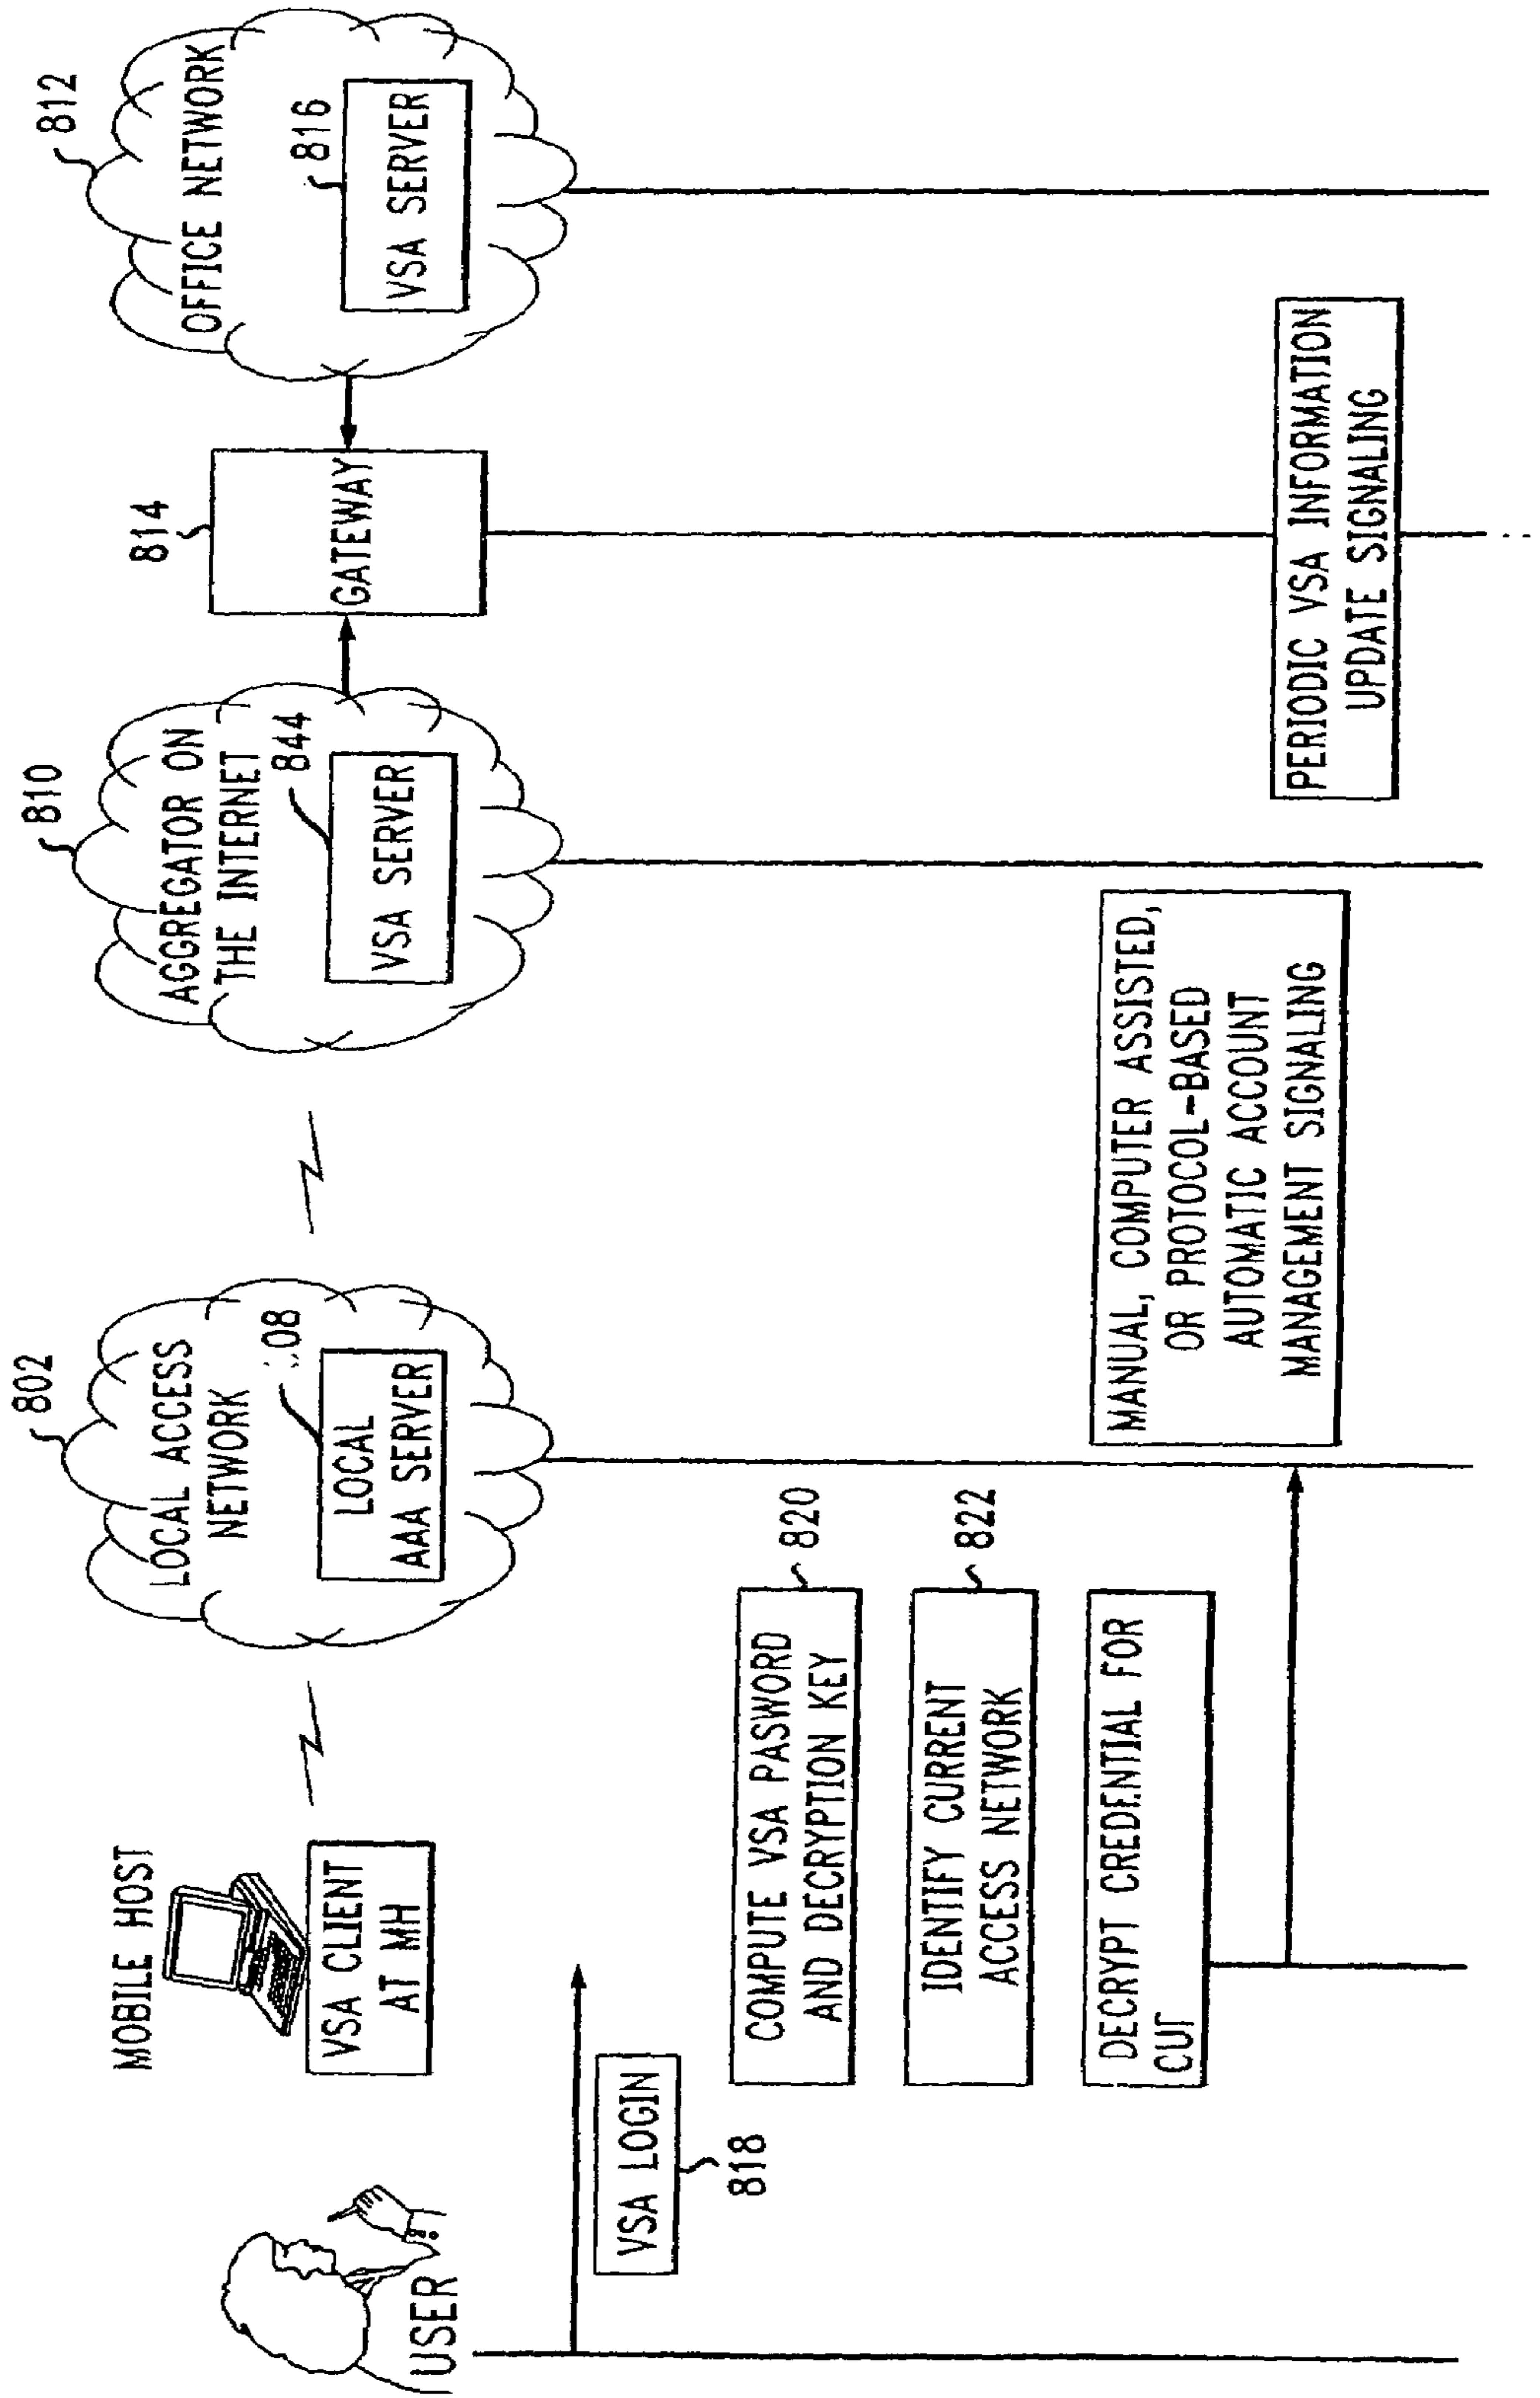 802
810
812
814
MOBILE HOST
LOCAL ACCESS
NETWORK
08
LOCAL
AAA SERVER
AGGREGATOR ON
THE INTERNET
844
VSA SERVER
GATEWAY
OFFICE NETWORK
816
VSA SERVER
VSA CLIENT
AT MH
USER
VSA LOGIN
818
COMPUTE VSA PASWORD
AND DECRYPTION KEY
820
IDENTIFY CURRENT
ACCESS NETWORK
822
DECRYPT CREDENTIAL FOR
CUT
MANUAL, COMPUTER ASSISTED,
OR PROTOCOL-BASED
AUTOMATIC ACCOUNT
MANAGEMENT SIGNALING
PERIODIC VSA INFORMATION
UPDATE SIGNALING